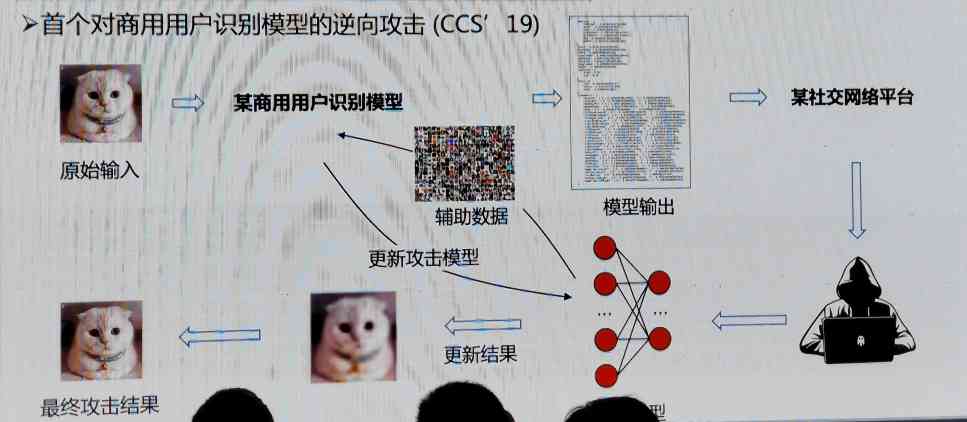 ➢首个对商用用户识别模型的逆向攻击 (CCS’19)
某商用用户识别模型
某社交网络平台
原始输入
辅助数据
模型输出
更新攻击模型
...
...
更新结果
最终攻击结果
型